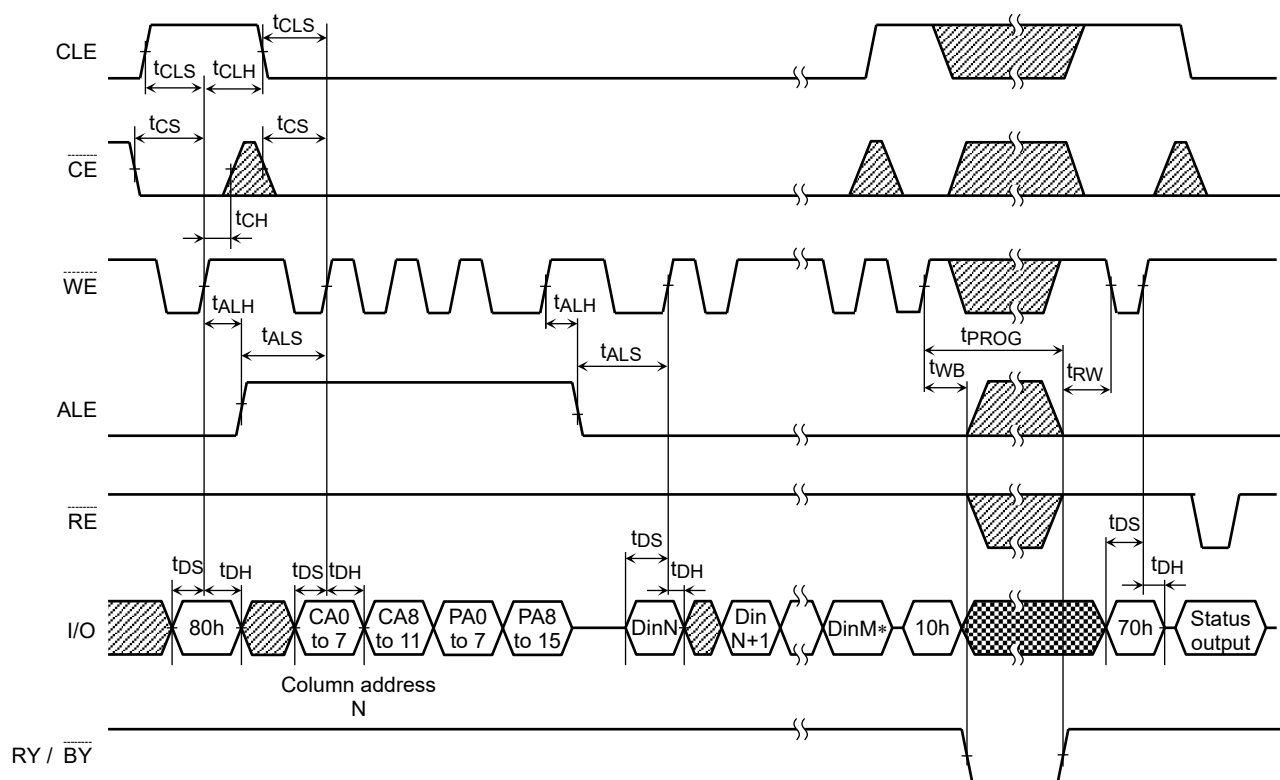 tCLS
CLE
tCLS tCLH
tCS tCS
CE
tCH
WE
tALH tALH
tPROG
tALS tALS
tWB tRW
ALE
RE
tDS tDS
tDS tDH tDS tDH tDH tDH
I/O 80h CA0 to 7 CA8 to 11 PA0 to 7 PA8 to 15 DinN Din N+1 DinM* 10h 70h Status output
Column address
N
RY / BY